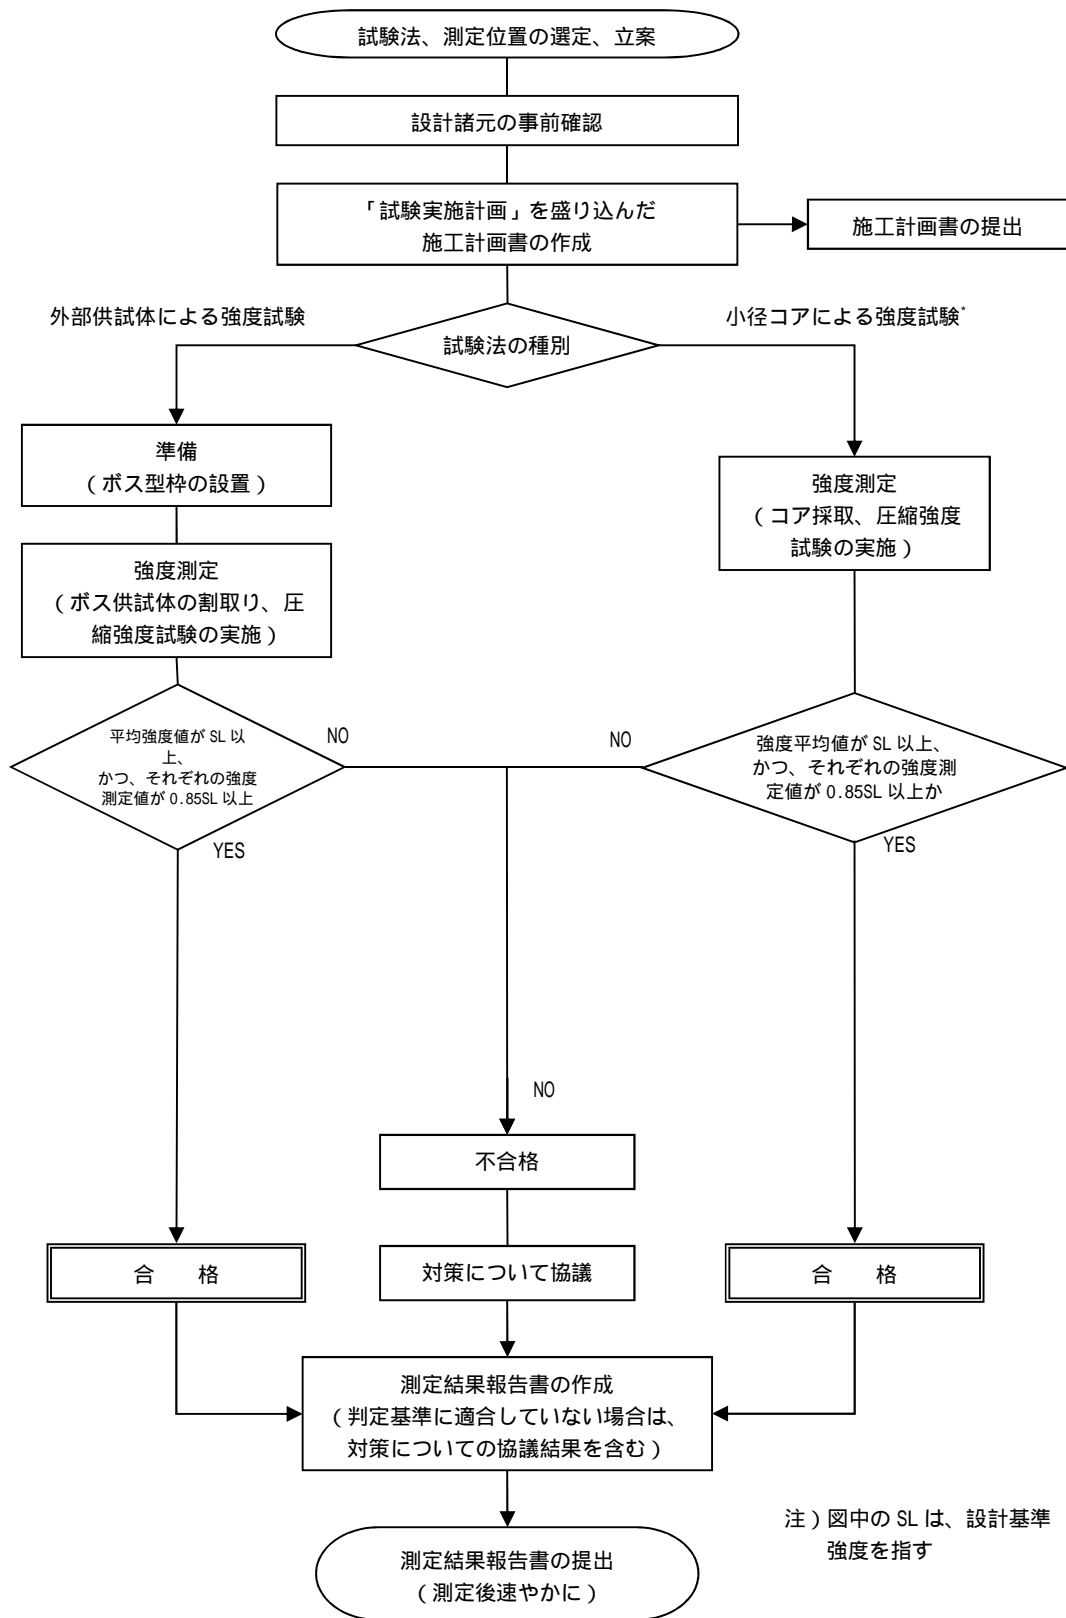 試験法、測定位置の選定、立案
設計諸元の事前確認
「試験実施計画」を盛り込んだ
施工計画書の作成
施工計画書の提出
外部供試体による強度試験
小径コアによる強度試験*
試験法の種別
準備
(ボス型枠の設置)
強度測定
(ボス供試体の割取り、圧
縮強度試験の実施)
強度測定
(コア採取、圧縮強度
試験の実施)
平均強度値が SL 以
上、
かつ、それぞれの強度
測定値が 0.85SL 以上
NO
NO
強度平均値が SL 以上、
かつ、それぞれの強度測
定値が 0.85SL 以上か
YES
YES
NO
不合格
合　格
対策について協議
合　格
測定結果報告書の作成
(判定基準に適合していない場合は、
対策についての協議結果を含む)
測定結果報告書の提出
(測定後速やかに)
注)図中の SL は、設計基準
強度を指す